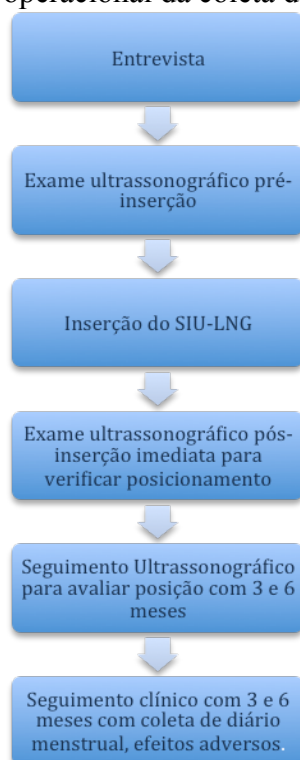 operacional da coleta d
Entrevista
Exame ultrassonográfico pré-
inserção
Inserção do SIU-LNG
Exame ultrassonográfico pós-
inserção imediata para
verificar posicionamento
Seguimento Ultrassonográfico
para avaliar posição com 3 e 6
meses
Seguimento clínico com 3 e 6
meses com coleta de diário
menstrual, efeitos adversos.